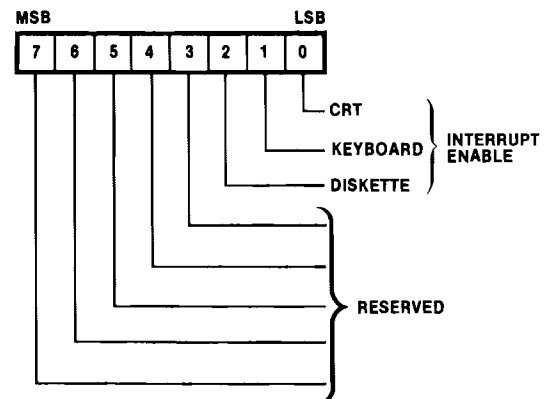 MSB LSB
7 6 5 4 3 2 1 0
CRT
KEYBOARD
DISKETTE
INTERRUPT
ENABLE
RESERVED